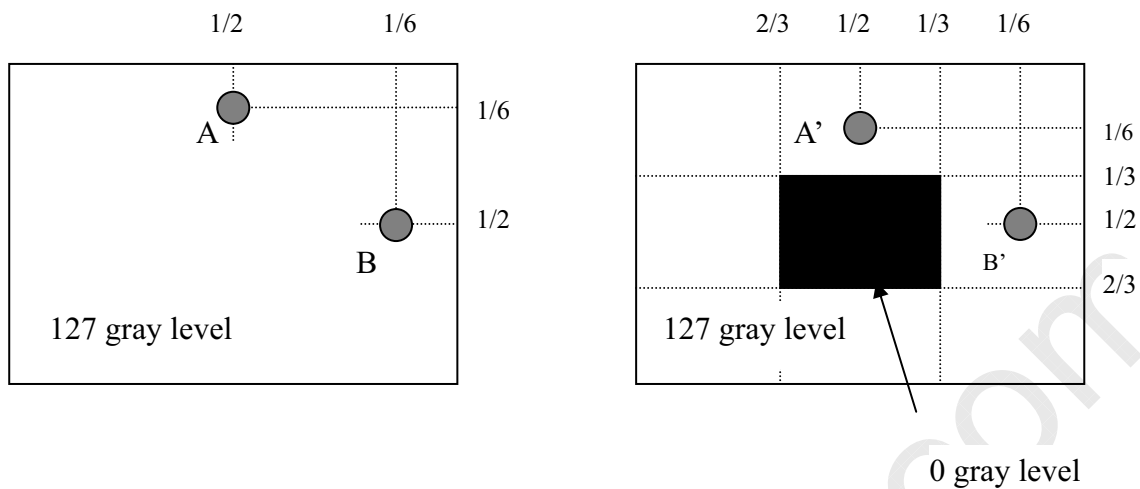 1/2 1/6
1/6
A
1/2
B
127 gray level
2/3 1/2 1/3 1/6
A’
1/6
1/3
1/2
B’
2/3
127 gray level
0 gray level
com